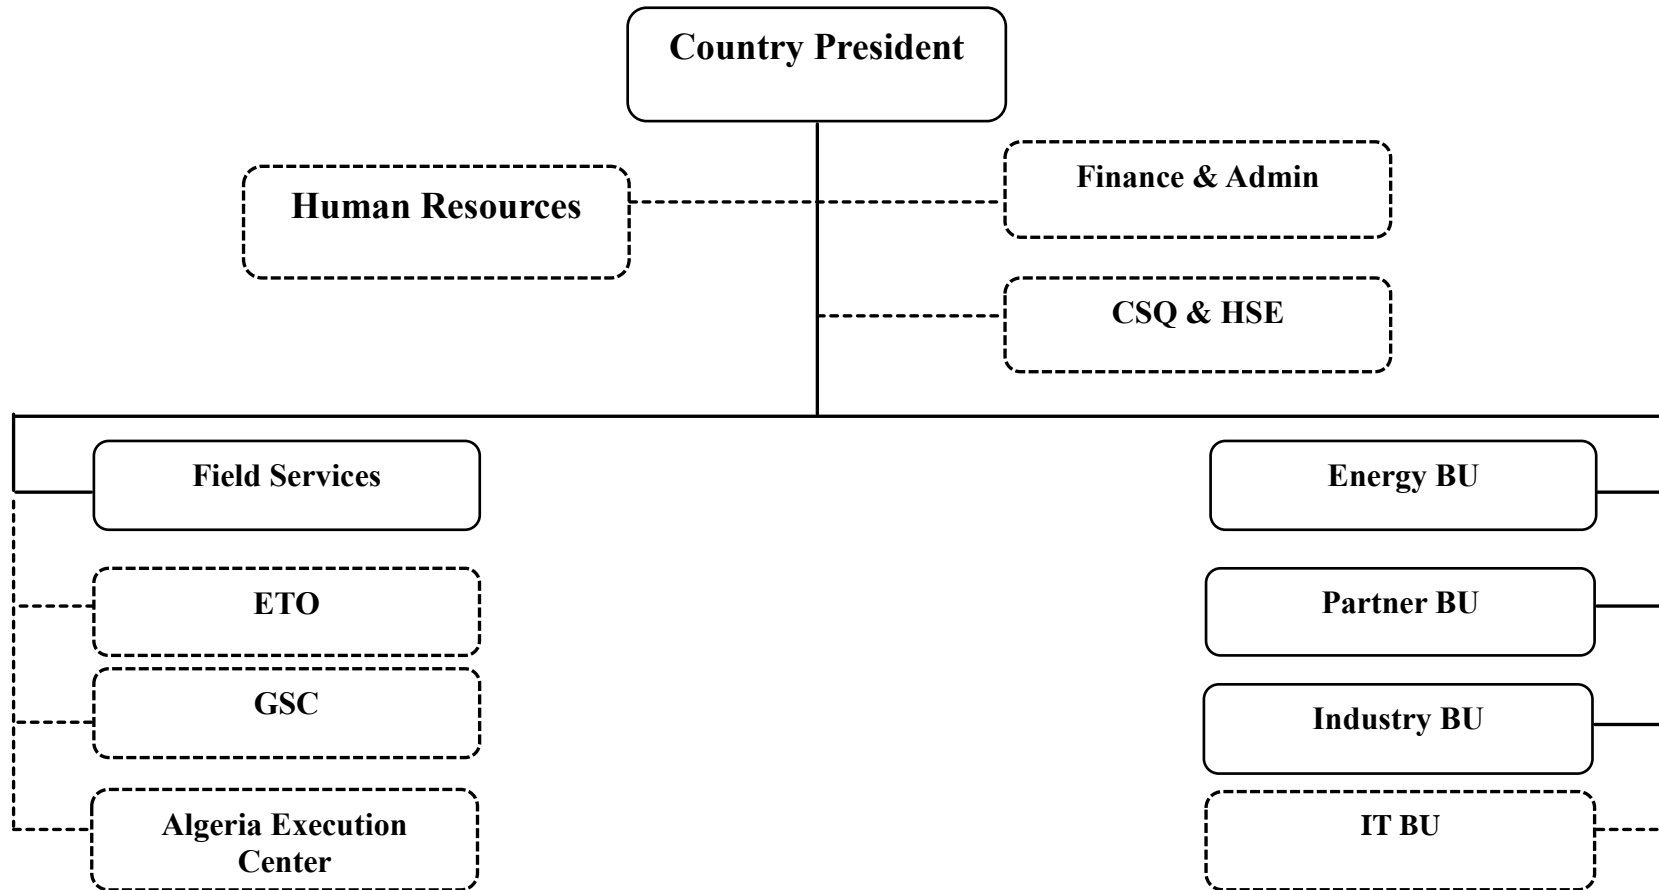 Country President
Human Resources
Finance & Admin
CSQ & HSE
Field Services
ETO
GSC
Algeria Execution
Center
Energy BU
Partner BU
Industry BU
IT BU